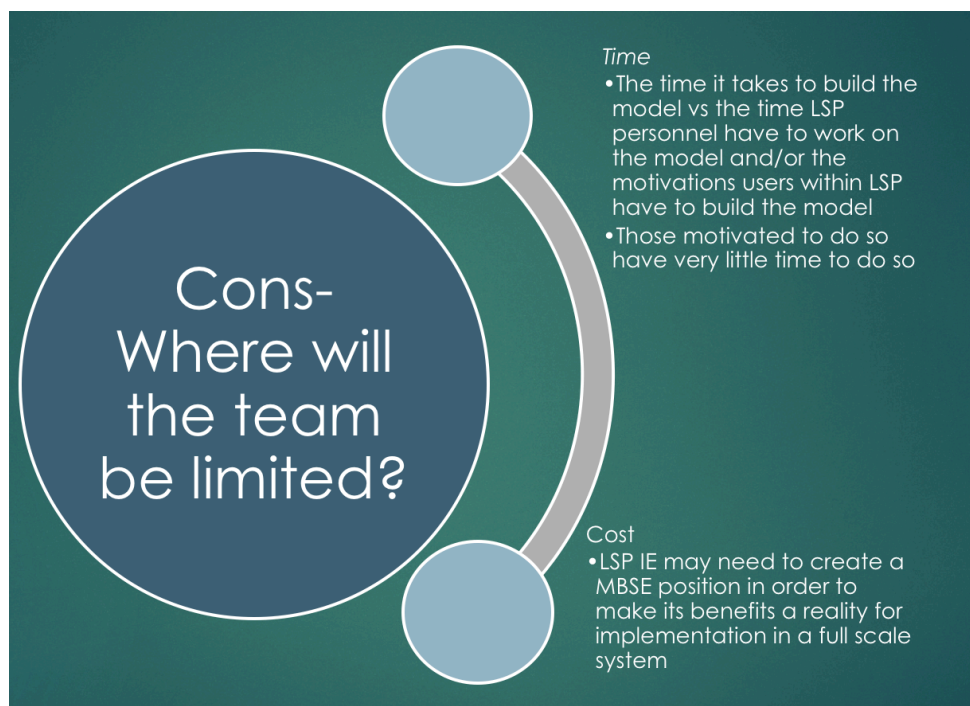 Cons-
Where will
the team
be limited?
Time
•The time it takes to build the
model vs the time LSP
personnel have to work on
the model and/or the
motivations users within LSP
have to build the model
•Those motivated to do so
have very little time to do so
Cost
•LSP IE may need to create a
MBSE position in order to
make its benefits a reality for
implementation in a full scale
system